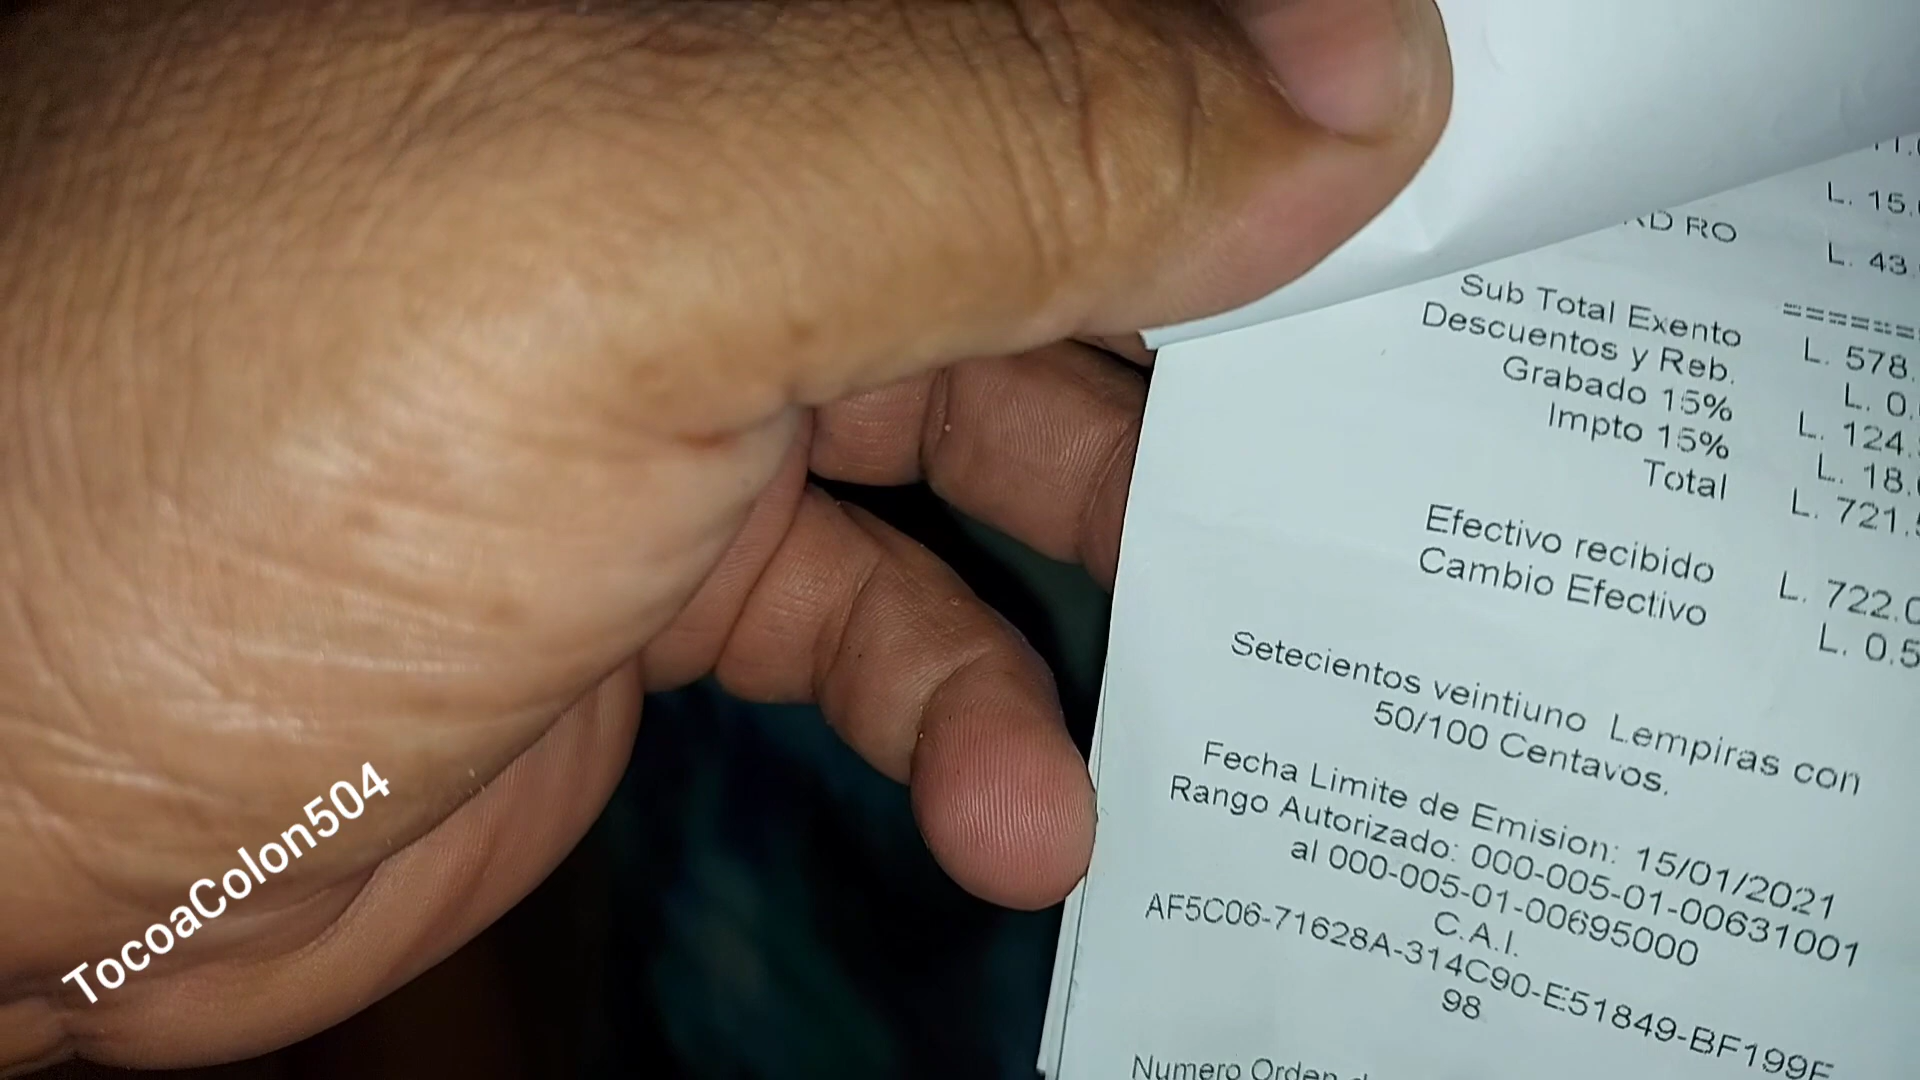 L. 15.
RO
L. 43
=======
Sub Total Exento L. 578.
Descuentos y Reb. L. 0.
Grabado 15% L. 124.
Impto 15% L. 18.
Total L. 721.5
Efectivo recibido L. 722.0
Cambio Efectivo L. 0.5
Setecientos veintiuno Lempiras con
50/100 Centavos.
Fecha Limite de Emision: 15/01/2021
Rango Autorizado: 000-005-01-00631001
al 000-005-01-00695000
C.A.I.
AF5C06-71628A-314C90-E51849-BF199F
98
Numero Orden
TocoaColon504